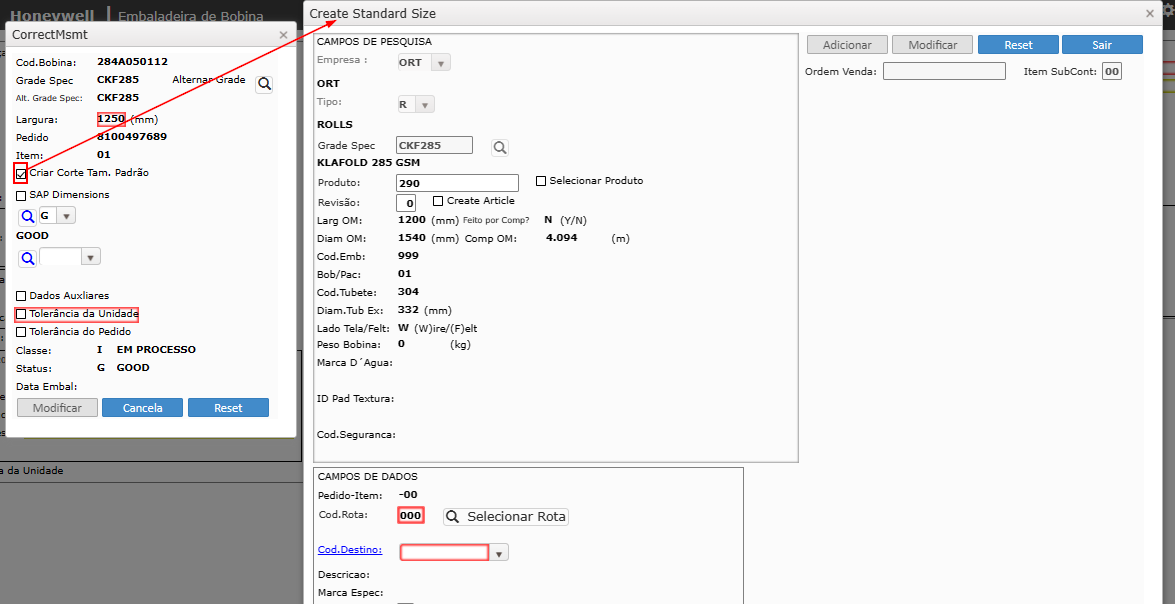 Honeywell | Embaladeira de Bobina
CorrectMsmt ×
Cod.Bobina: 284A050112
Grade Spec CKF285 Alternar Grade
Alt. Grade Spec: CKF285
Largura: 1250 (mm)
Pedido 8100497689
Item: 01
Criar Corte Tam. Padrão
SAP Dimensions
G
GOOD
Dados Auxliares
Tolerância da Unidade
Tolerância do Pedido
Classe: I EM PROCESSO
Status: G GOOD
Data Embal:
Modificar Cancela Reset
a da Unidade
Create Standard Size ×
CAMPOS DE PESQUISA
Empresa : ORT
ORT
Tipo: R
ROLLS
Grade Spec CKF285
KLAFOLD 285 GSM
Produto: 290 Selecionar Produto
Revisão: 0 Create Article
Larg OM: 1200 (mm) Feito por Comp? N (Y/N)
Diam OM: 1540 (mm) Comp OM: 4.094 (m)
Cod.Emb: 999
Bob/Pac: 01
Cod.Tubete: 304
Diam.Tub Ex: 332 (mm)
Lado Tela/Felt: W (W)ire/(F)elt
Peso Bobina: 0 (kg)
Marca D´Agua:
ID Pad Textura:
Cod.Seguranca:
Adicionar Modificar Reset Sair
Ordem Venda: Item SubCont: 00
CAMPOS DE DADOS
Pedido-Item: -00
Cod.Rota: 000 Selecionar Rota
Cod.Destino:
Descricao:
Marca Espec: